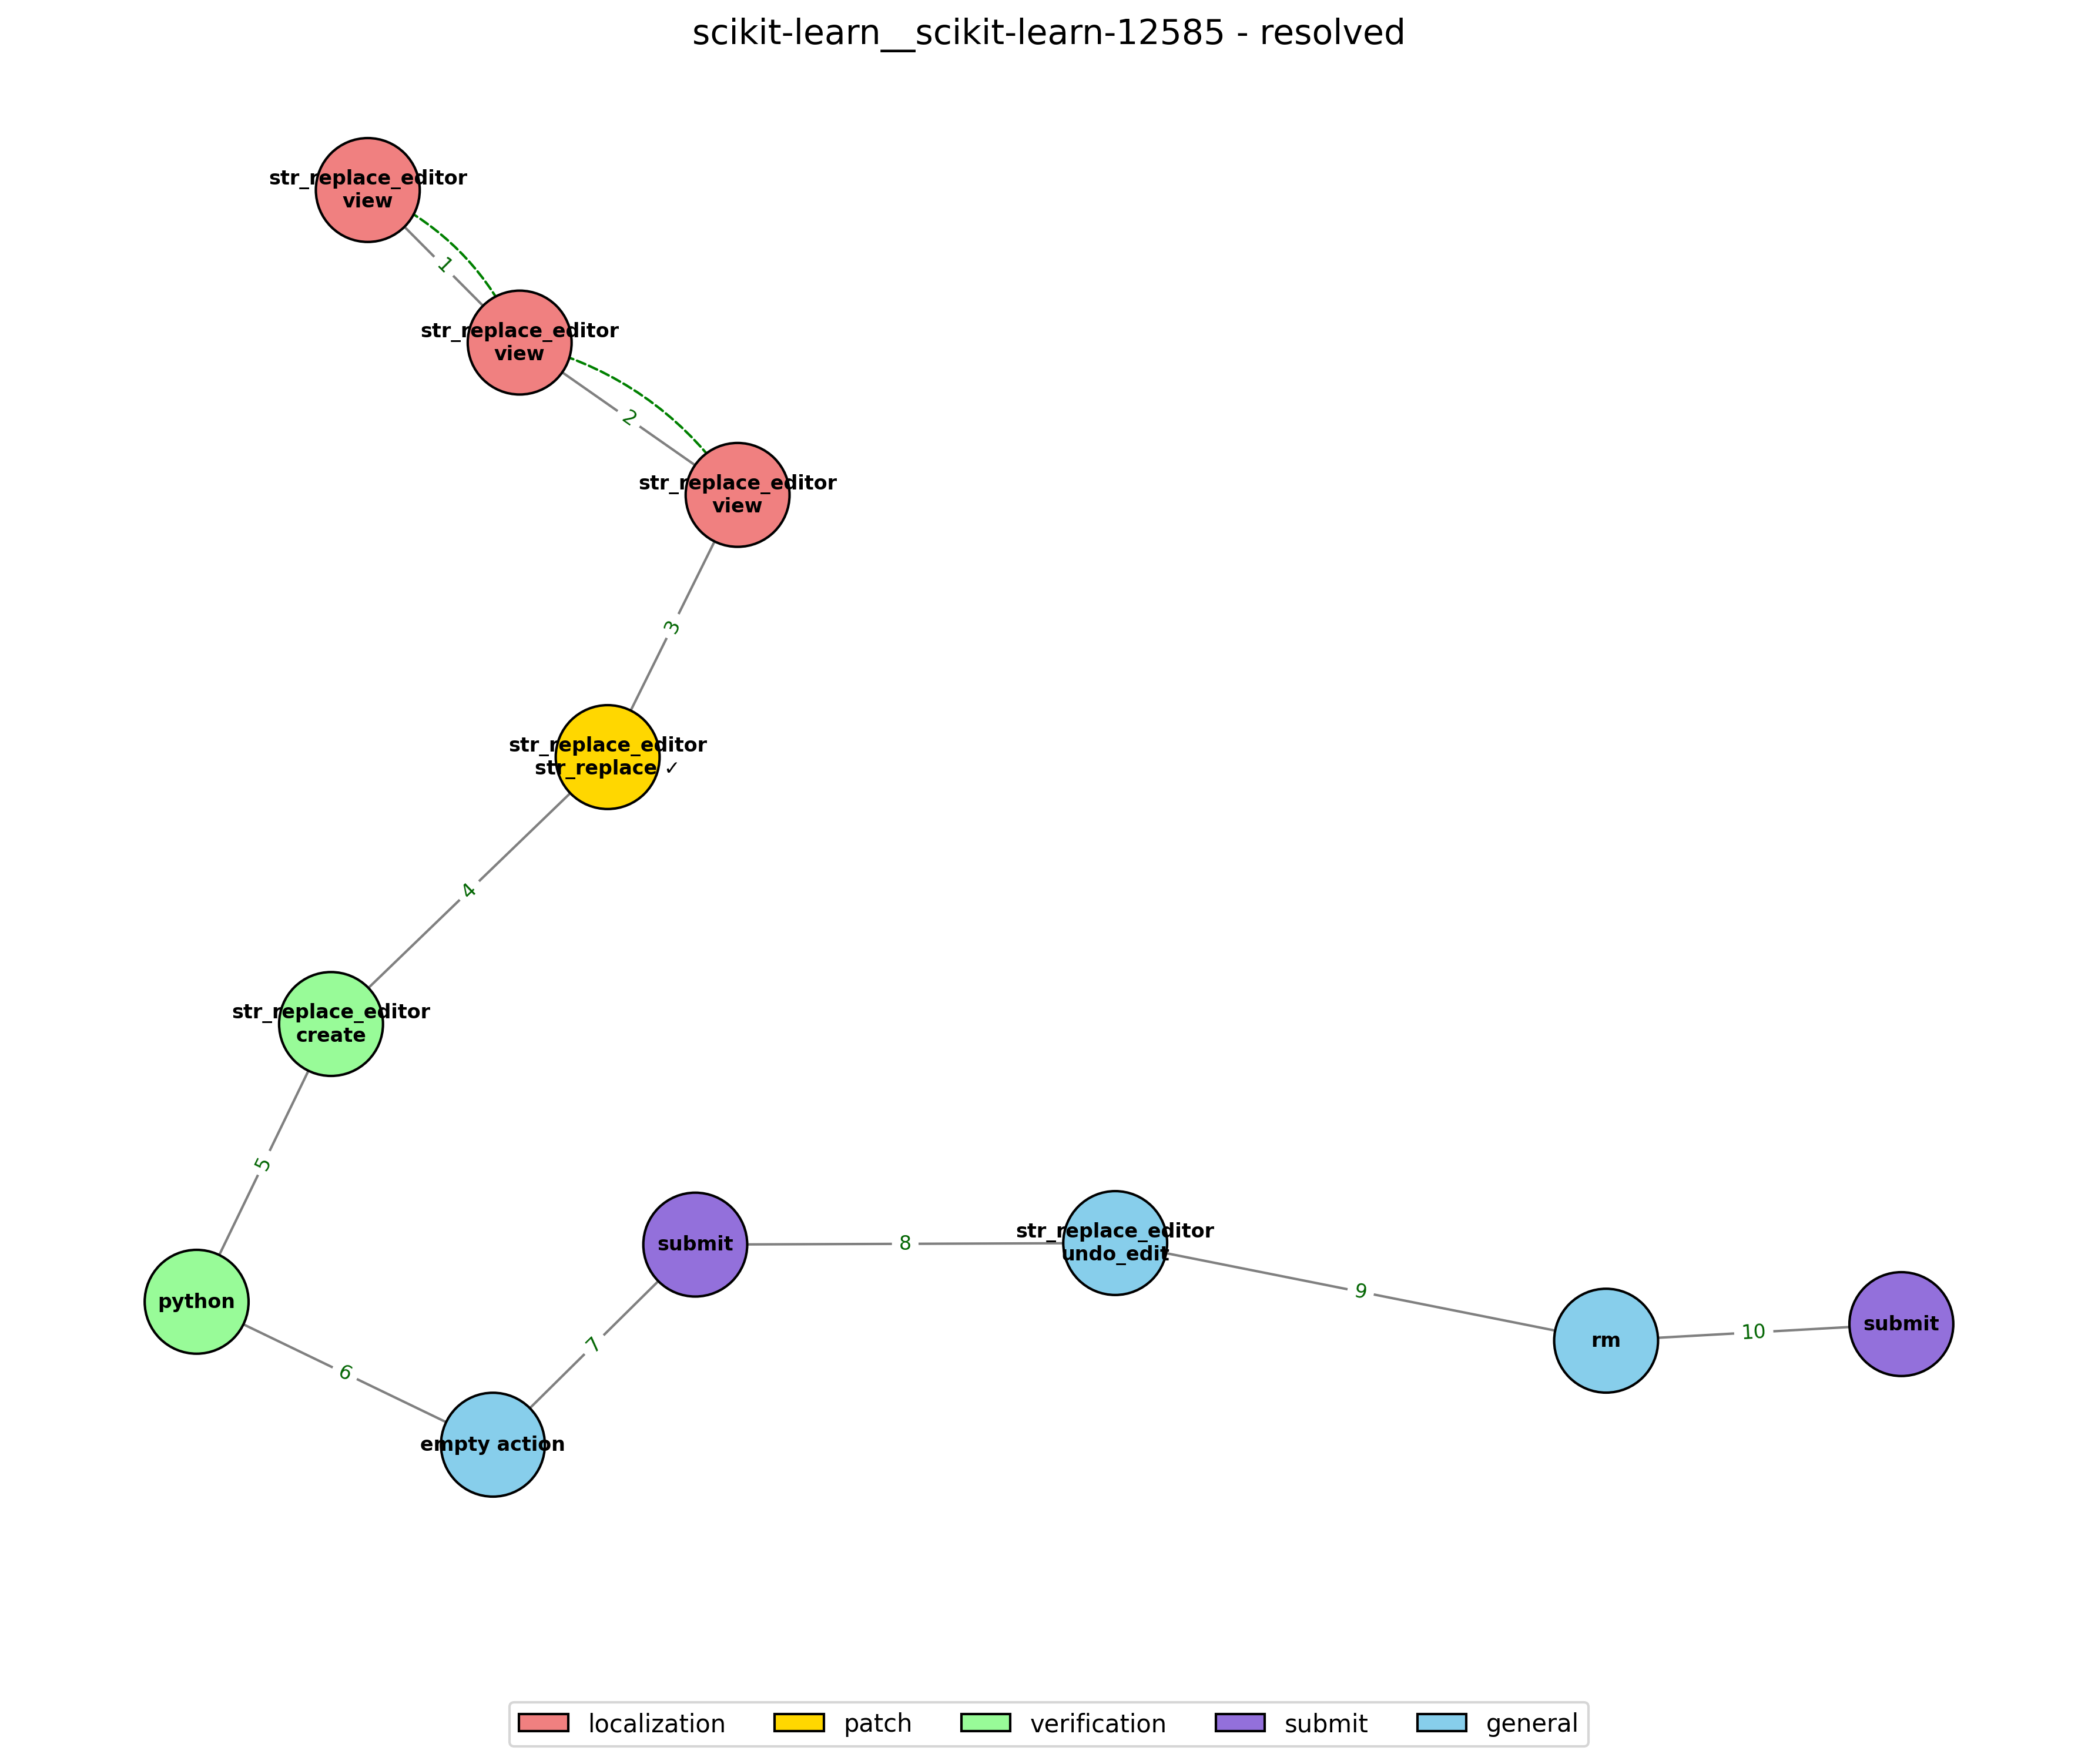 scikit-learn__scikit-learn-12585 - resolved
str_replace_editor
view
1
str_replace_editor
view
2
str_replace_editor
view
3
str_replace_editor
str_replace ✓
4
str_replace_editor
create
5
python
6
empty action
7
submit
8
str_replace_editor
undo_edit
9
rm
10
submit
localization
patch
verification
submit
general